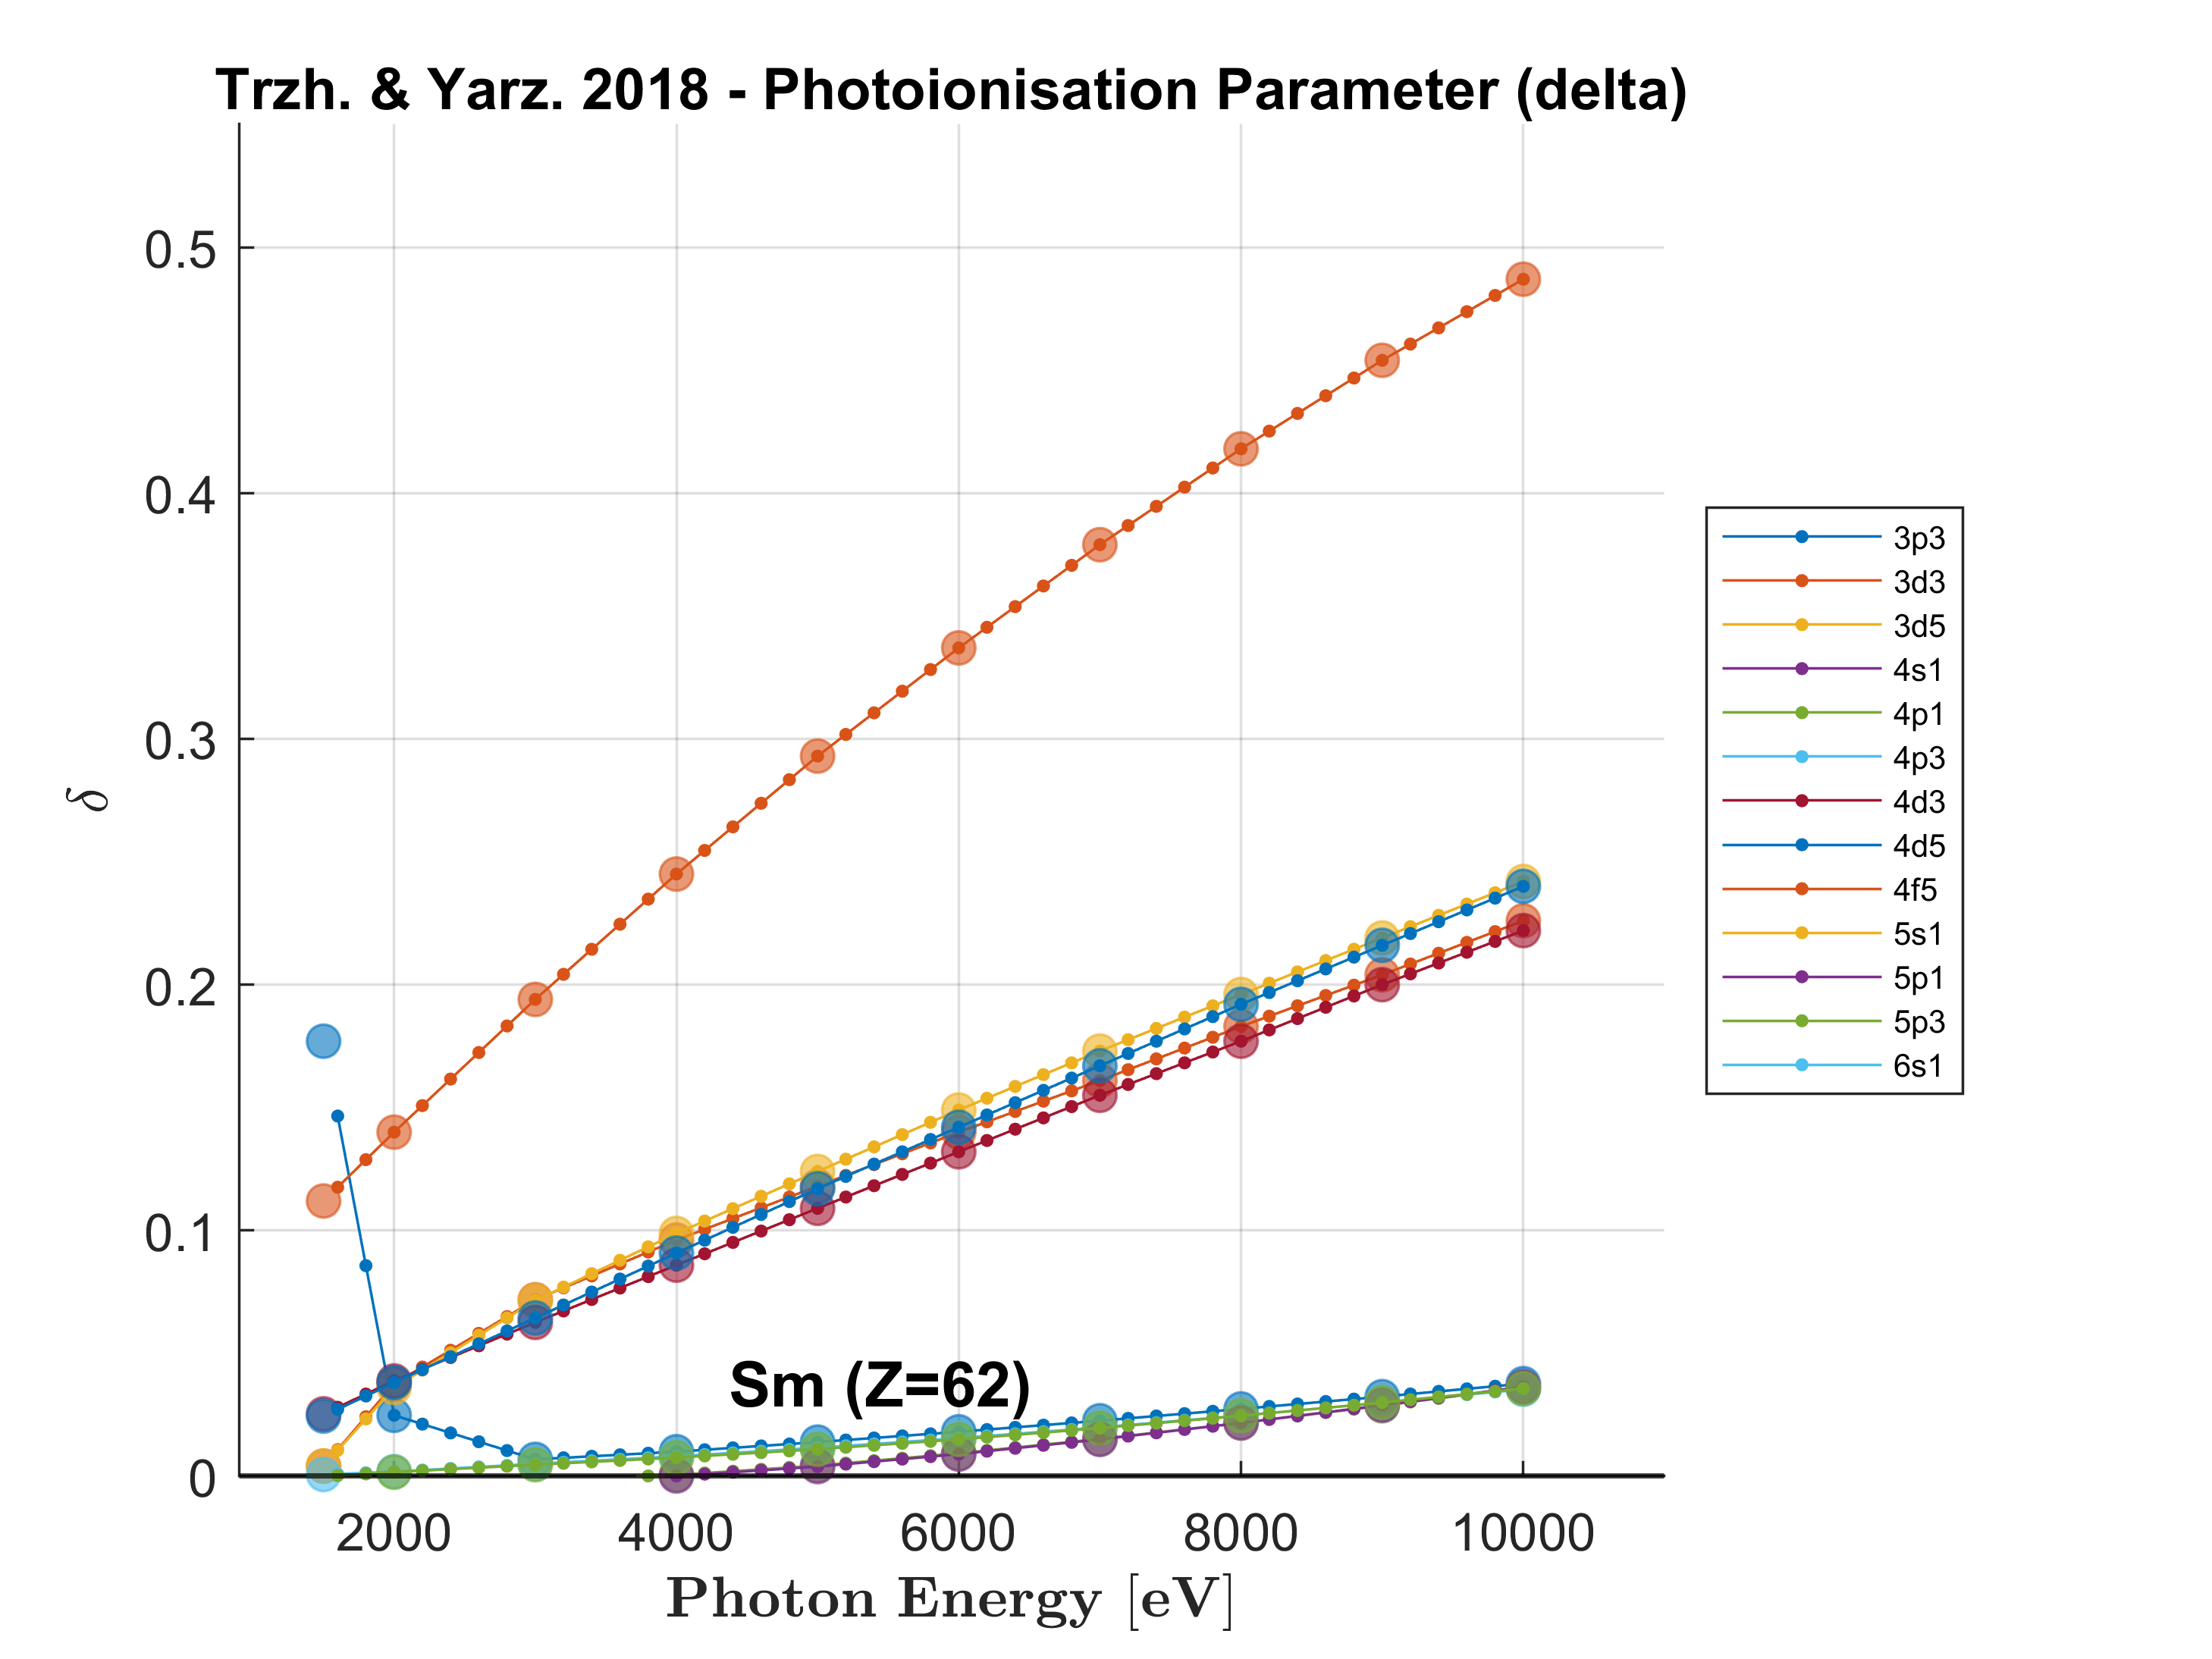 Trzh. & Yarz. 2018 - Photoionisation Parameter (delta)
0.5
0.4
0.3
0.2
0.1
0
δ
2000 4000 6000 8000 10000
Photon Energy [eV]
Sm (Z=62)
3p3
3d3
3d5
4s1
4p1
4p3
4d3
4d5
4f5
5s1
5p1
5p3
6s1